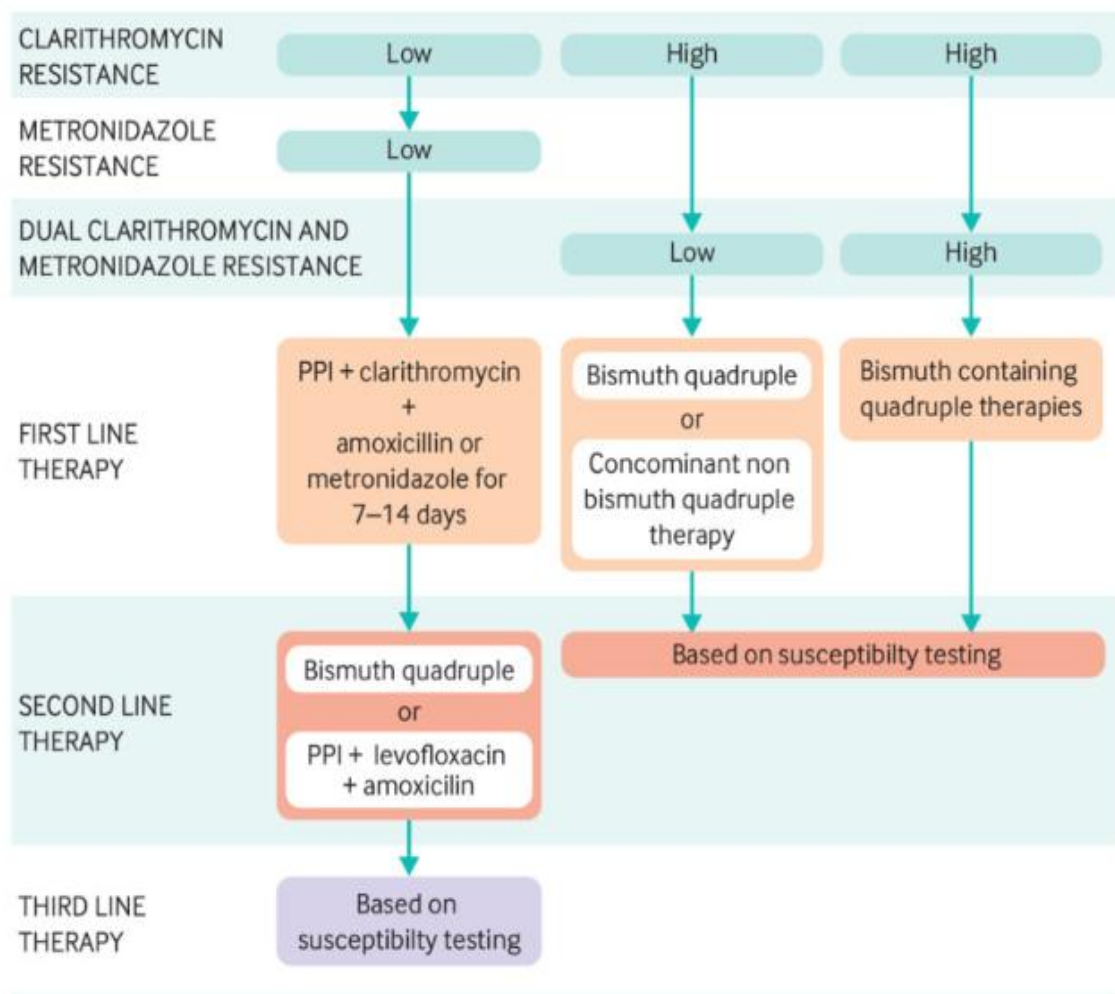 CLARITHROMYCIN
RESISTANCE
Low
High
High
METRONIDAZOLE
RESISTANCE
Low
DUAL CLARITHROMYCIN AND
METRONIDAZOLE RESISTANCE
Low
High
FIRST LINE
THERAPY
PPI + clarithromycin
+
amoxicillin or
metronidazole for
7–14 days
Bismuth quadruple
or
Concominant non
bismuth quadruple
therapy
Bismuth containing
quadruple therapies
SECOND LINE
THERAPY
Bismuth quadruple
or
PPI + levofloxacin
+ amoxicilin
Based on susceptibilty testing
THIRD LINE
THERAPY
Based on
susceptibilty testing